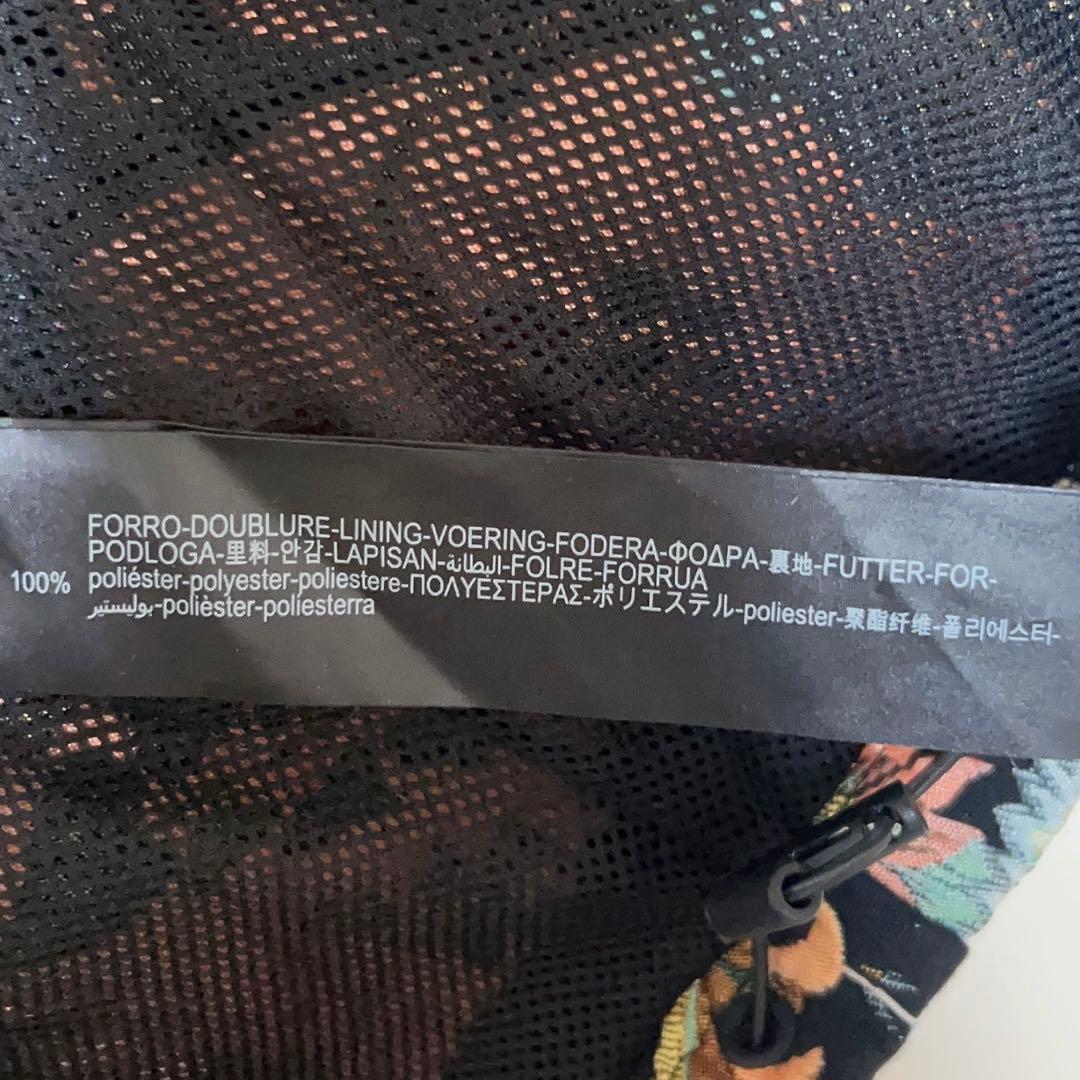 FORRO-DOUBLURE-LINING-VOERING-FODERA-ΦΟΔΡΑ-裏地-FUTTER-FOR-
PODLOGA-里料-안감-LAPISAN-البطانة-FOLRE-FORRUA
100% poliéster-polyester-poliestere-ΠΟΛΥΕΣΤΕΡΑΣ-ポリエステル-poliester-聚酯纤维-폴리에스터-
بوليستير-polièster-poliesterra